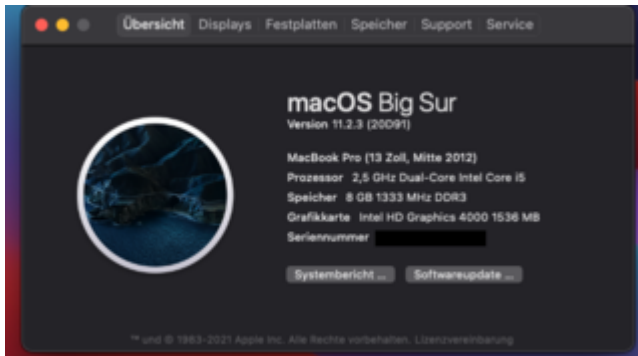 Übersicht Displays Festplatten Speicher Support Service
macOS Big Sur
Version 11.2.3 (20D91)
MacBook Pro (13 Zoll, Mitte 2012)
Prozessor 2,5 GHz Dual-Core Intel Core i5
Speicher 8 GB 1333 MHz DDR3
Grafikkarte Intel HD Graphics 4000 1536 MB
Seriennummer
Systembericht ... Softwareupdate ...
™ und © 1983-2021 Apple Inc. Alle Rechte vorbehalten. Lizenzvereinbarung